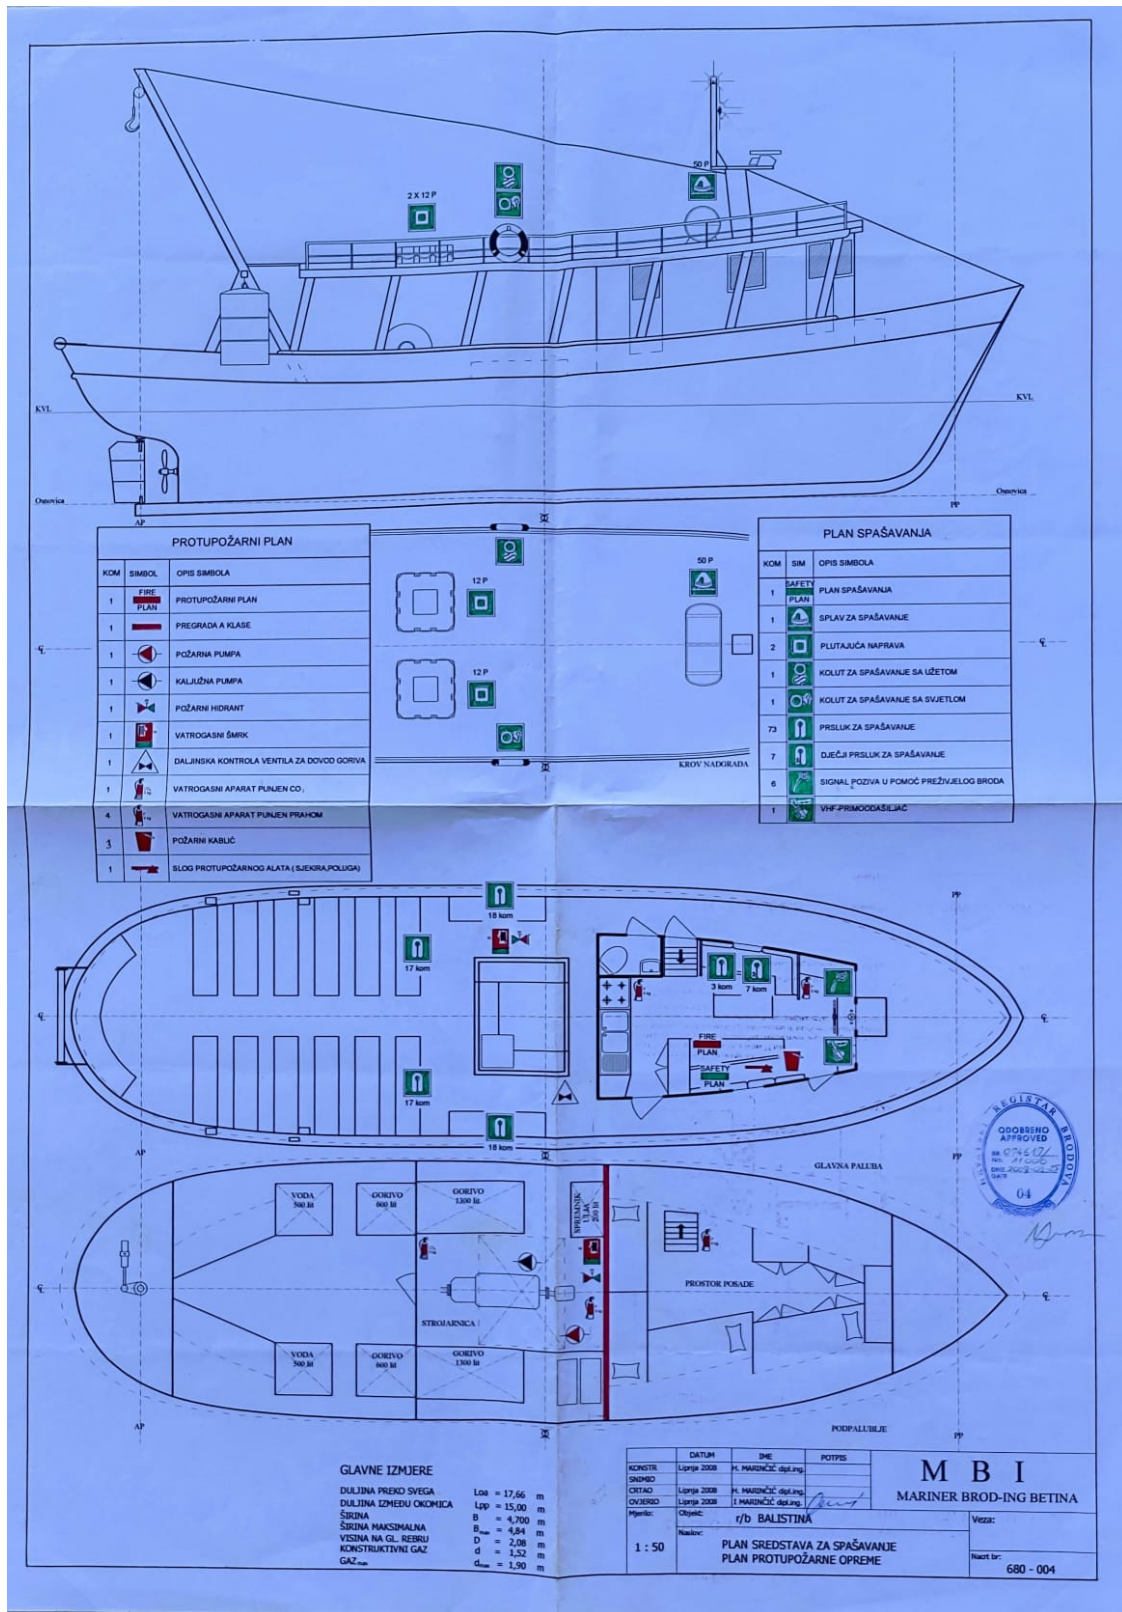 50 P
2 X 12 P
KVL
KVL
Osnovica
Osnovica
AP
PP
PROTUPOŽARNI PLAN
KOM SIMBOL OPIS SIMBOLA
1 FIRE PLAN PROTUPOŽARNI PLAN
1 PREGRADA A KLASE
1 POŽARNA PUMPA
1 KALJUŽNA PUMPA
1 POŽARNI HIDRANT
1 VATROGASNI ŠMRK
1 DALJINSKA KONTROLA VENTILA ZA DOVOD GORIVA
1 VATROGASNI APARAT PUNJEN CO2
4 VATROGASNI APARAT PUNJEN PRAHOM
3 POŽARNI KABLIĆ
1 SLOG PROTUPOŽARNOG ALATA ( SJEKIRA,POLUGA)
12 P
12 P
50 P
KROV NADGRAĐA
PLAN SPAŠAVANJA
KOM SIM OPIS SIMBOLA
1 SAFETY PLAN PLAN SPAŠAVANJA
1 SPLAV ZA SPAŠAVANJE
2 PLUTAJUĆA NAPRAVA
1 KOLUT ZA SPAŠAVANJE SA UŽETOM
1 KOLUT ZA SPAŠAVANJE SA SVJETLOM
73 PRSLUK ZA SPAŠAVANJE
7 DJEČJI PRSLUK ZA SPAŠAVANJE
6 SIGNAL POZIVA U POMOĆ PREŽIVJELOG BRODA
1 VHF-PRIMOODAŠILJAČ
PP
18 kom
17 kom
3 kom
7 kom
FIRE
PLAN
SAFETY
PLAN
17 kom
18 kom
AP
PP
GLAVNA PALUBA
HRVATSKI REGISTAR BRODOVA
ODOBRENO
APPROVED
04
VODA
500 lit
GORIVO
600 lit
GORIVO
1300 lit
SPREMNIK
ULJA
200 lit
PROSTOR POSADE
STROJARNICA
VODA
500 lit
GORIVO
600 lit
GORIVO
1300 lit
AP
PP
PODPALUBLJE
GLAVNE IZMJERE
DULJINA PREKO SVEGA Loa = 17,66 m
DULJINA IZMEĐU OKOMICA Lpp = 15,00 m
ŠIRINA B = 4,700 m
ŠIRINA MAKSIMALNA Bmax = 4,84 m
VISINA NA GL. REBRU D = 2,08 m
KONSTRUKTIVNI GAZ d = 1,52 m
GAZmax dmax = 1,90 m
DATUM IME POTPIS
KONSTR. Lipnja 2008 H. MARINČIĆ dipl.ing.
SNIMIO
CRTAO Lipnja 2008 H. MARINČIĆ dipl.ing.
OVJERIO Lipnja 2008 I MARINČIĆ dipl.ing.
M B I
MARINER BROD-ING BETINA
Mjerilo: 1 : 50
Objekt: r/b BALISTINA
Naslov: PLAN SREDSTAVA ZA SPAŠAVANJE
PLAN PROTUPOŽARNE OPREME
Veza:
Nacrt br:
680 - 004